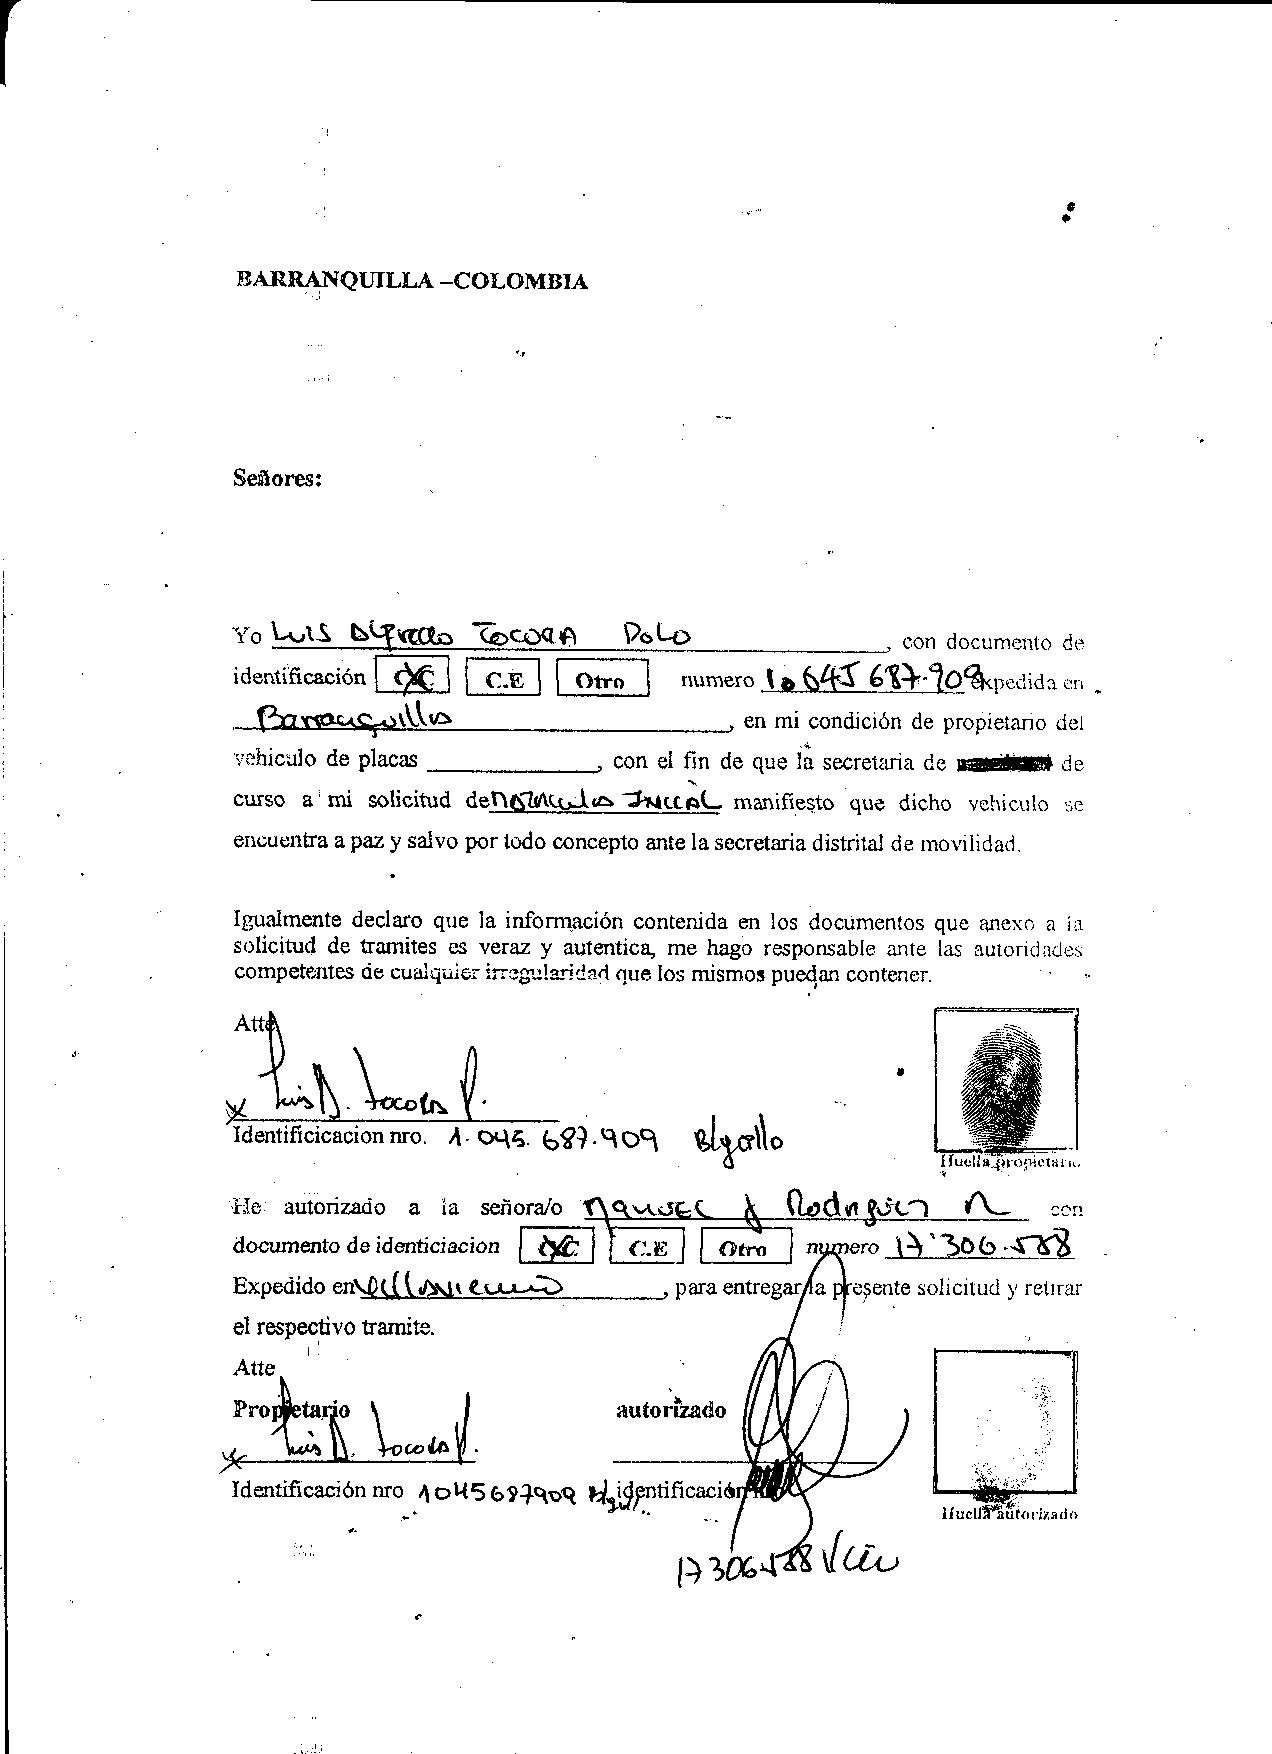 BARRANQUILLA –COLOMBIA
Señores:
Yo Luis Alfredo Tocora Polo, con documento de
identificación CC C.E Otro numero 1045 687.909 expedida en
Barranquilla, en mi condición de propietario del
vehiculo de placas ____________, con el fin de que la secretaria de de
curso a mi solicitud de Matricula Inicial manifiesto que dicho vehiculo se
encuentra a paz y salvo por todo concepto ante la secretaria distrital de movilidad.
Igualmente declaro que la información contenida en los documentos que anexo a la
solicitud de tramites es veraz y autentica, me hago responsable ante las autoridades
competentes de cualquier irregularidad que los mismos puedan contener.
Atte
Luis A. Tocora P.
Identificicacion nro. 1.045.687.909 B/quilla
Huella propietario
He autorizado a la señora/o Manuel A Rodriguez R con
documento de identiciacion CC C.E Otro numero 17'306.588
Expedido en Villavicencio, para entregar la presente solicitud y retirar
el respectivo tramite.
Atte
Propietario autorizado
Luis A. Tocora P.
Identificación nro 1045687909 identificación
Huella autorizado
17306588 V/cio